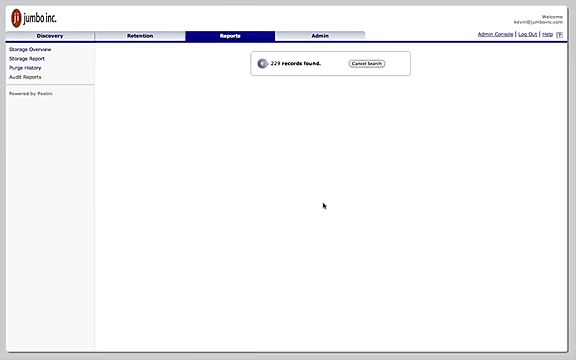 jumbo inc.
Welcome
kevin@jumboinc.com
Discovery
Retention
Reports
Admin
Admin Console | Log Out | Help
Storage Overview
Storage Report
Purge History
Audit Reports
Powered by Postini
229 records found.
Cancel Search